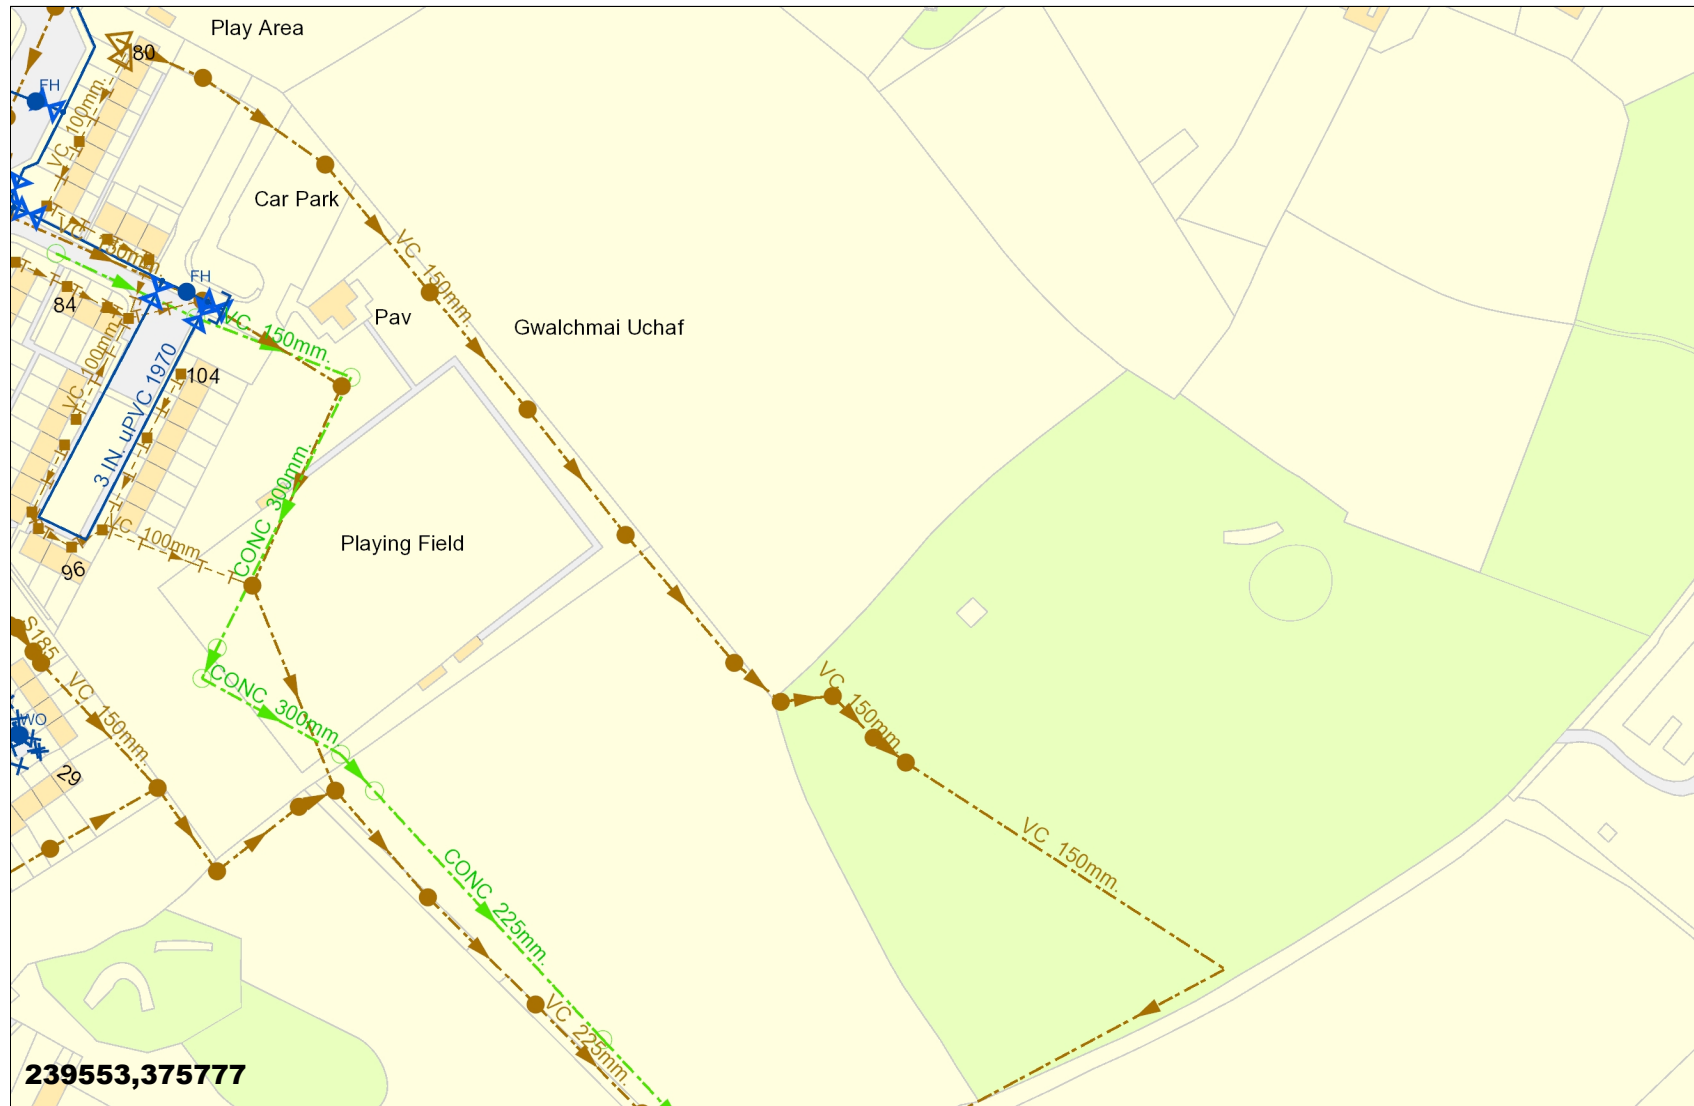 Play Area
80
FH
VC 100mm.
Car Park
VC 150mm.
VC 150mm.
FH
84
VC 150mm.
Pav
Gwalchmai Uchaf
VC 100mm.
3 IN. uPVC 1970
104
CONC 300mm.
VC 100mm.
Playing Field
96
S185
VC 150mm.
CONC 300mm.
VC 150mm.
WO
29
VC 150mm.
CONC 225mm.
VC 225mm.
239553,375777